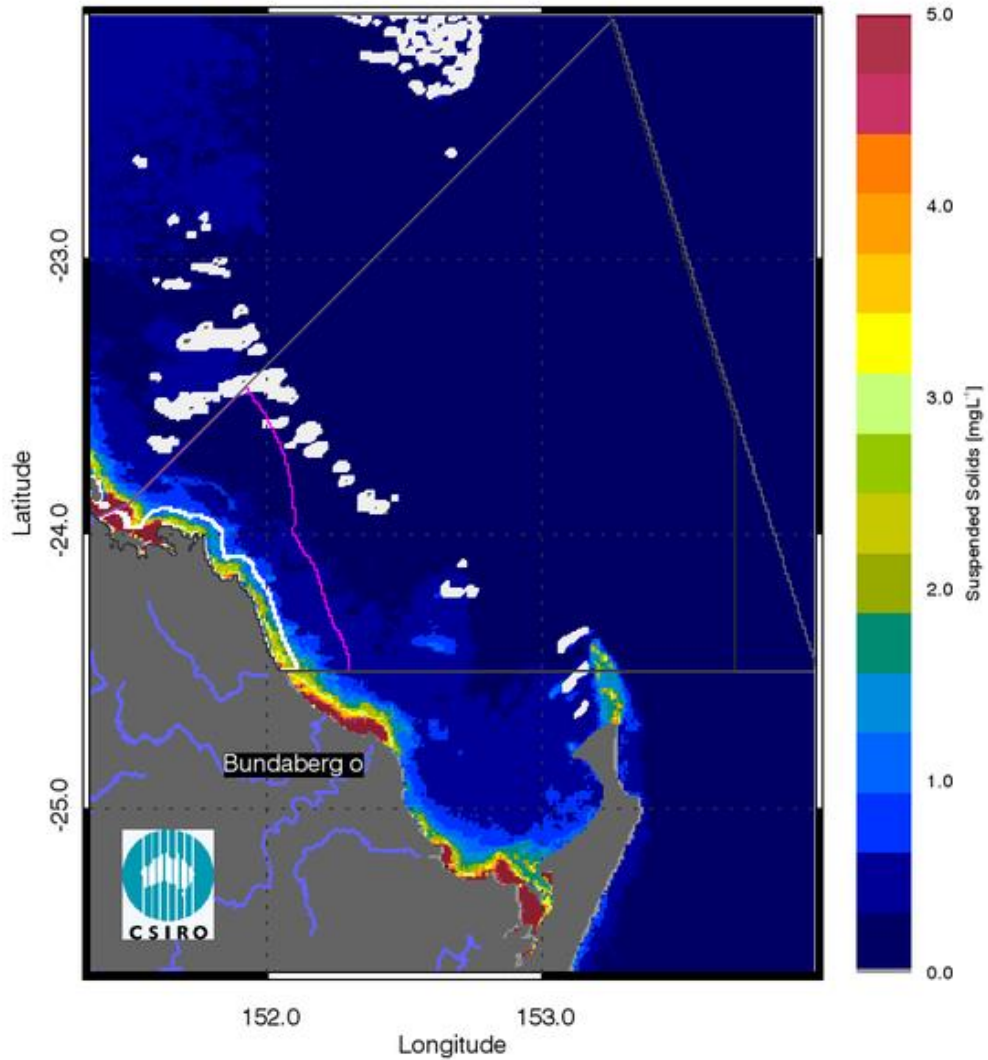 5.0
4.0
3.0
2.0
1.0
0.0
Suspended Solids [mgL⁻¹]
-23.0
-24.0
-25.0
Latitude
Bundaberg o
CSIRO
152.0
153.0
Longitude